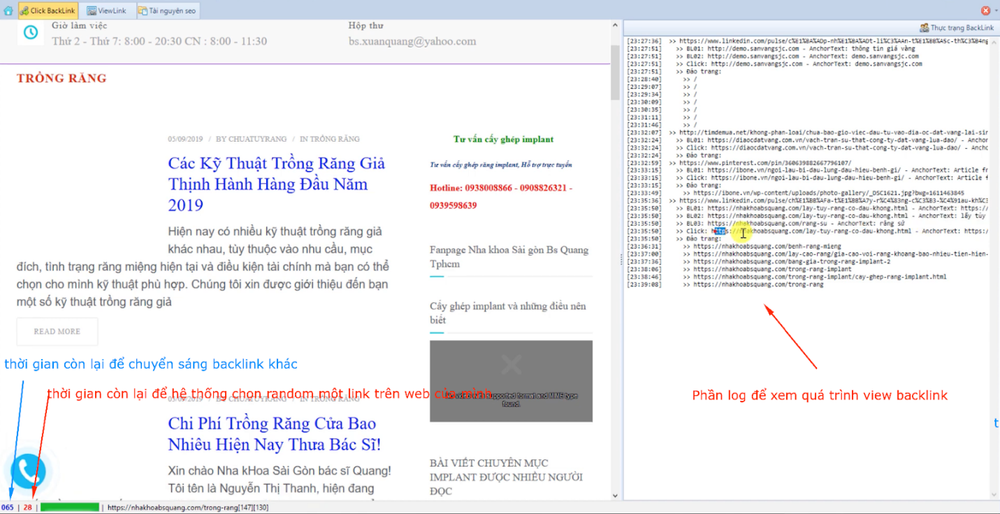 Click BackLink
ViewLink
Tài nguyên seo
Giờ làm việc
Thứ 2 - Thứ 7: 8:00 - 20:30 CN : 8:00 - 11:30
Hộp thư
bs.xuanquang@yahoo.com
TRỒNG RĂNG
05/09/2019 / BY CHUATUYRANG / IN TRỒNG RĂNG
Các Kỹ Thuật Trồng Răng Giả
Thịnh Hành Hàng Đầu Năm
2019
Hiện nay có nhiều kỹ thuật trồng răng giả
khác nhau, tùy thuộc vào nhu cầu, mục
đích, tình trạng răng miệng hiện tại và điều kiện tài chính mà bạn có thể
chọn cho mình kỹ thuật phù hợp. Chúng tôi xin được giới thiệu đến bạn
một số kỹ thuật trồng răng giả
READ MORE
thời gian còn lại để chuyển sáng backlink khác
thời gian còn lại để hệ thống chọn random một link trên web của mình
BY CHUATUYRANG / IN TRỒNG RĂNG
Chi Phí Trồng Răng Cửa Bao
Nhiêu Hiện Nay Thưa Bác Sĩ!
Xin chào Nha kHoa Sài Gòn bác sĩ Quang!
Tôi tên là Nguyễn Thị Thanh, hiện đang
Tư vấn cấy ghép implant
Tư vấn cấy ghép răng implant, Hỗ trợ trực tuyến
Hotline: 0938008866 - 0908826321 -
0939598639
Fanpage Nha khoa Sài gòn Bs Quang
Tphcm
Cấy ghép implant và những điều nên
biết
video with supported format and MIME type
found.
BÀI VIẾT CHUYÊN MỤC
IMPLANT ĐƯỢC NHIỀU NGƯỜI
ĐỌC
065 | 28 | | https://nhakhoabsquang.com/trong-rang[147][130]
Thực trạng BackLink
[23:27:36] >> https://www.linkedin.com/pulse/c%E1%BA%ADp-nh%E1%BA%ADt-li%C3%AAn-t%E1%BB%A5c-th%C3%B4ng
[23:27:51] >> BL01: http://demo.sanvangsjc.com - AnchorText: thông tin giá vàng
[23:27:51] >> BL02: http://demo.sanvangsjc.com - AnchorText: demo.sanvangsjc.com
[23:27:51] >> Click: http://demo.sanvangsjc.com - AnchorText: demo.sanvangsjc.com
[23:27:51] >> Đảo trang:
[23:28:40] >> /
[23:29:07] >> /
[23:29:34] >> /
[23:30:09] >> /
[23:30:35] >> /
[23:31:11] >> /
[23:31:46] >> /
[23:32:07] >> http://timdemua.net/khong-phan-loai/chua-bao-gio-viec-dau-tu-vao-dia-oc-dat-vang-lai-sin
[23:32:24] >> BL01: https://diaocdatvang.com.vn/vach-tran-su-that-cong-ty-dat-vang-lua-dao/ - Anchor
[23:32:24] >> Click: https://diaocdatvang.com.vn/vach-tran-su-that-cong-ty-dat-vang-lua-dao/ - Ancho
[23:32:24] >> Đảo trang:
[23:32:59] >> https://www.pinterest.com/pin/360639882667796107/
[23:33:15] >> BL01: https://ibone.vn/ngoi-lau-bi-dau-lung-dau-hieu-benh-gi/ - AnchorText: Article fr
[23:33:15] >> Click: https://ibone.vn/ngoi-lau-bi-dau-lung-dau-hieu-benh-gi/ - AnchorText: Article f
[23:33:15] >> Đảo trang:
[23:33:49] >> https://ibone.vn/wp-content/uploads/photo-gallery/_DSC1621.jpg?bwg=1611463845
[23:35:36] >> https://www.linkedin.com/pulse/ch%E1%BB%AFa-t%E1%BB%A7y-r%C4%83ng-c%C3%B3-%C4%91au-kh%C3
[23:35:50] >> BL01: https://nhakhoabsquang.com/lay-tuy-rang-co-dau-khong.html - AnchorText: https:/
[23:35:50] >> BL02: https://nhakhoabsquang.com/lay-tuy-rang-co-dau-khong.html - AnchorText: lấy tủy
[23:35:50] >> BL03: https://nhakhoabsquang.com/rang-su - AnchorText: răng sứ
[23:35:50] >> Click: https://nhakhoabsquang.com/lay-tuy-rang-co-dau-khong.html - AnchorText: https:/
[23:35:50] >> Đảo trang:
[23:36:31] >> https://nhakhoabsquang.com/benh-rang-mieng
[23:37:00] >> https://nhakhoabsquang.com/lay-cao-rang/gia-cao-voi-rang-khoang-bao-nhieu-tien-hien-
[23:37:36] >> https://nhakhoabsquang.com/bang-gia-trong-rang-implant-2
[23:38:06] >> https://nhakhoabsquang.com/trong-rang-implant
[23:38:46] >> https://nhakhoabsquang.com/trong-rang-implant/cay-ghep-rang-implant.html
[23:39:08] >> https://nhakhoabsquang.com/trong-rang
Phần log để xem quá trình view backlink
t